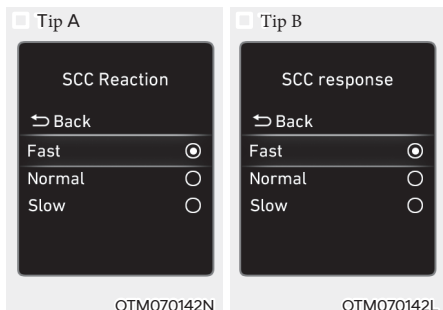 Tip A
SCC Reaction
Back
Fast
Normal
Slow
OTM070142N
Tip B
SCC response
Back
Fast
Normal
Slow
OTM070142L